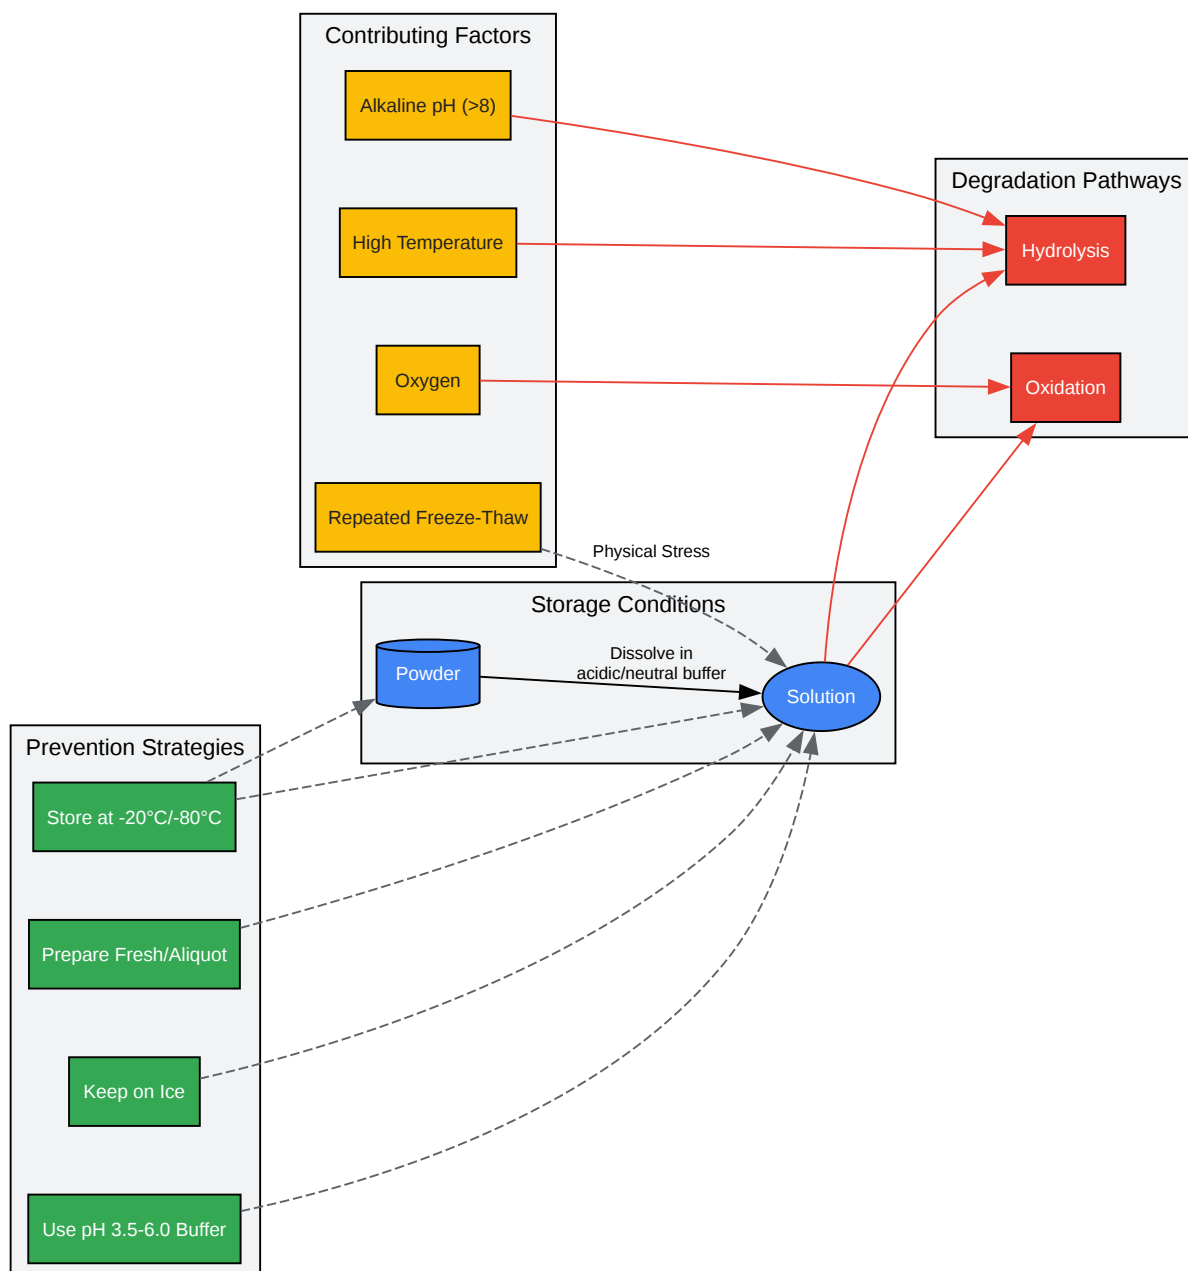 Contributing Factors
Alkaline pH (>8)
High Temperature
Oxygen
Repeated Freeze-Thaw
Degradation Pathways
Hydrolysis
Oxidation
Physical Stress
Storage Conditions
Powder
Dissolve in
acidic/neutral buffer
Solution
Prevention Strategies
Store at -20°C/-80°C
Prepare Fresh/Aliquot
Keep on Ice
Use pH 3.5-6.0 Buffer